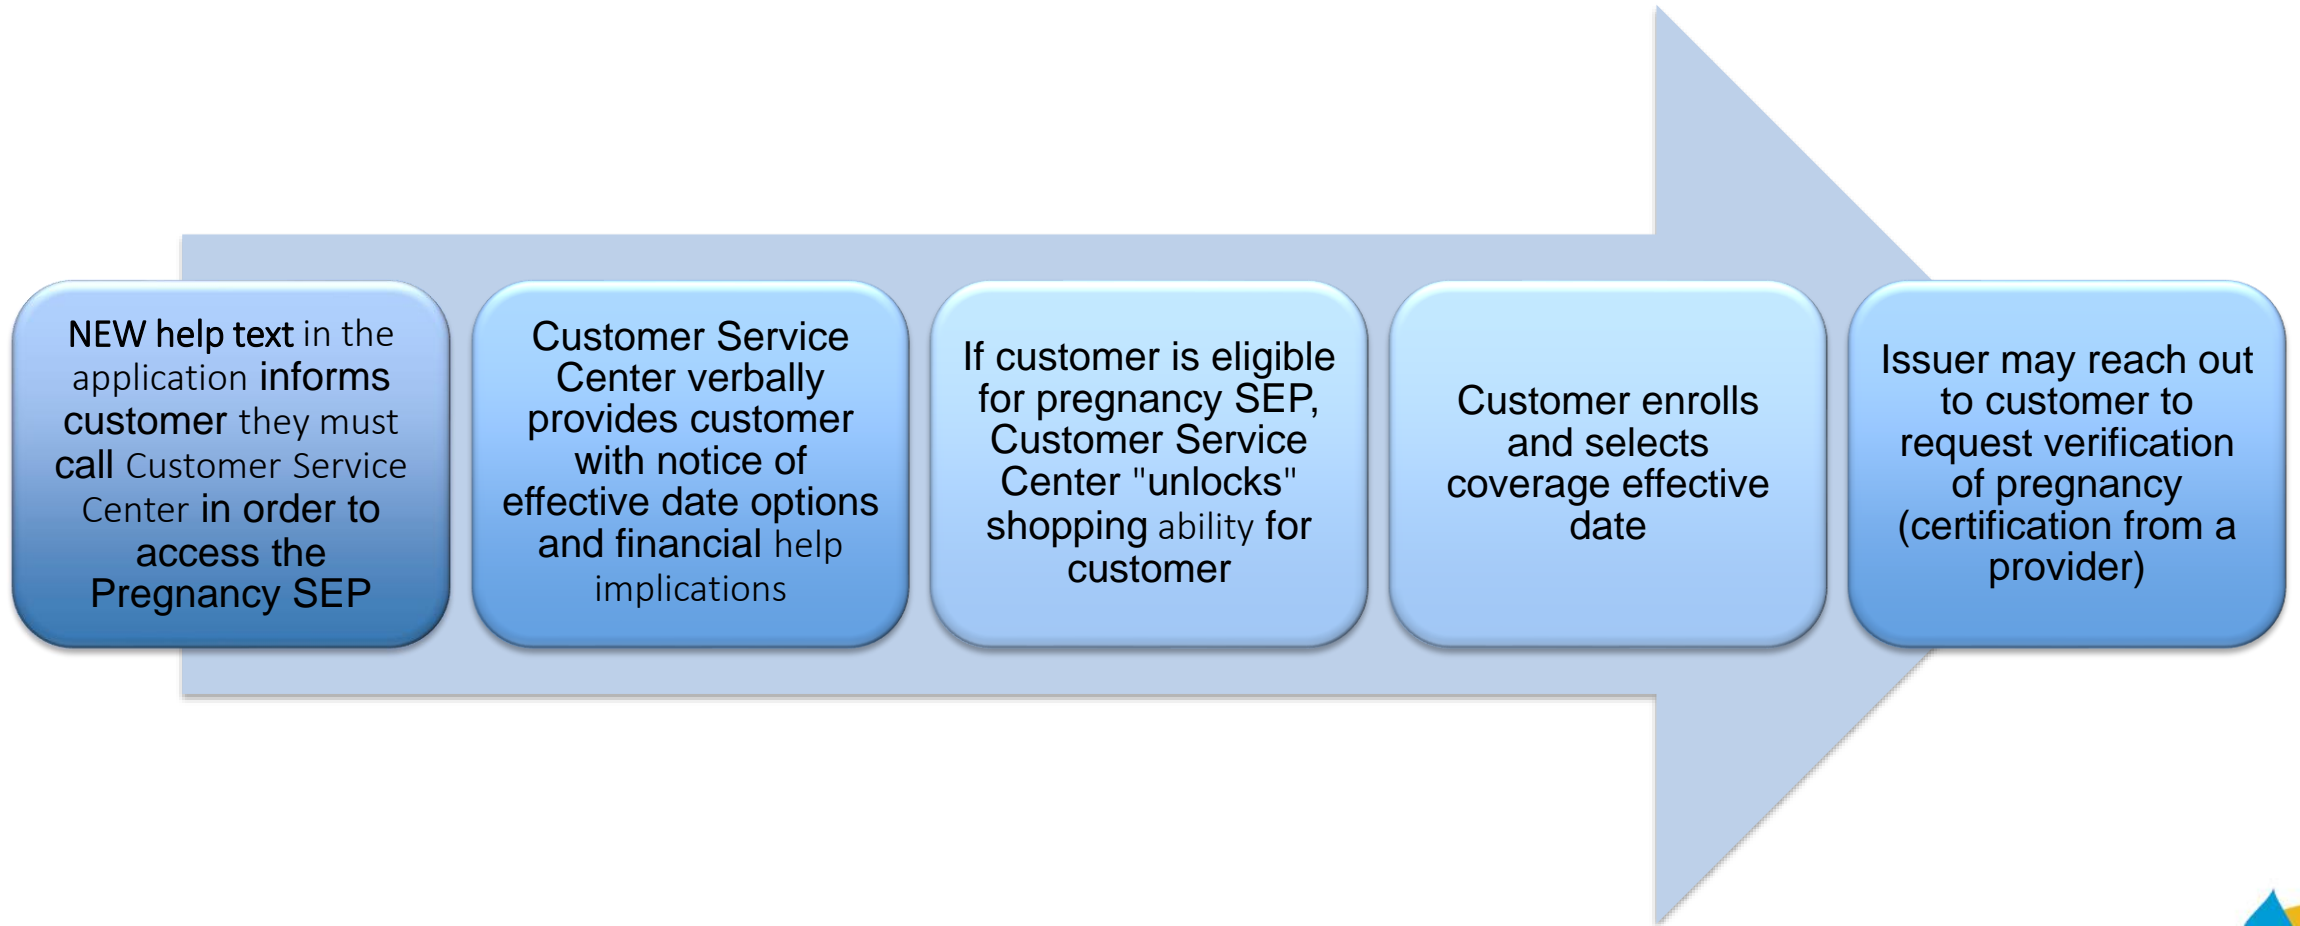 NEW help text in the
application informs
customer they must
call Customer Service
Center in order to
access the
Pregnancy SEP
Customer Service
Center verbally
provides customer
with notice of
effective date options
and financial help
implications
If customer is eligible
for pregnancy SEP,
Customer Service
Center "unlocks"
shopping ability for
customer
Customer enrolls
and selects
coverage effective
date
Issuer may reach out
to customer to
request verification
of pregnancy
(certification from a
provider)